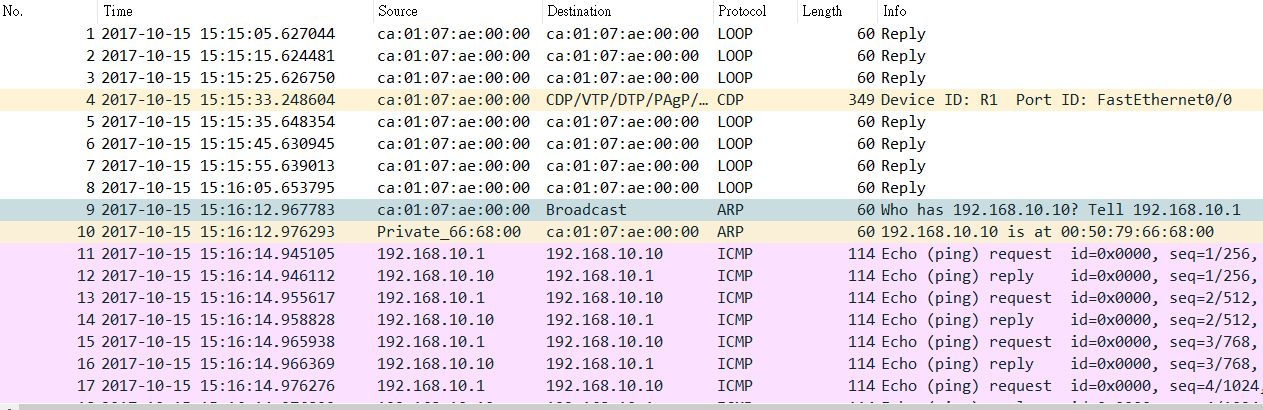 No. Time Source Destination Protocol Length Info
1 2017-10-15 15:15:05.627044 ca:01:07:ae:00:00 ca:01:07:ae:00:00 LOOP 60 Reply
2 2017-10-15 15:15:15.624481 ca:01:07:ae:00:00 ca:01:07:ae:00:00 LOOP 60 Reply
3 2017-10-15 15:15:25.626750 ca:01:07:ae:00:00 ca:01:07:ae:00:00 LOOP 60 Reply
4 2017-10-15 15:15:33.248604 ca:01:07:ae:00:00 CDP/VTP/DTP/PAgP/… CDP 349 Device ID: R1 Port ID: FastEthernet0/0
5 2017-10-15 15:15:35.648354 ca:01:07:ae:00:00 ca:01:07:ae:00:00 LOOP 60 Reply
6 2017-10-15 15:15:45.630945 ca:01:07:ae:00:00 ca:01:07:ae:00:00 LOOP 60 Reply
7 2017-10-15 15:15:55.639013 ca:01:07:ae:00:00 ca:01:07:ae:00:00 LOOP 60 Reply
8 2017-10-15 15:16:05.653795 ca:01:07:ae:00:00 ca:01:07:ae:00:00 LOOP 60 Reply
9 2017-10-15 15:16:12.967783 ca:01:07:ae:00:00 Broadcast ARP 60 Who has 192.168.10.10? Tell 192.168.10.1
10 2017-10-15 15:16:12.976293 Private_66:68:00 ca:01:07:ae:00:00 ARP 60 192.168.10.10 is at 00:50:79:66:68:00
11 2017-10-15 15:16:14.945105 192.168.10.1 192.168.10.10 ICMP 114 Echo (ping) request id=0x0000, seq=1/256,
12 2017-10-15 15:16:14.946112 192.168.10.10 192.168.10.1 ICMP 114 Echo (ping) reply id=0x0000, seq=1/256,
13 2017-10-15 15:16:14.955617 192.168.10.1 192.168.10.10 ICMP 114 Echo (ping) request id=0x0000, seq=2/512,
14 2017-10-15 15:16:14.958828 192.168.10.10 192.168.10.1 ICMP 114 Echo (ping) reply id=0x0000, seq=2/512,
15 2017-10-15 15:16:14.965938 192.168.10.1 192.168.10.10 ICMP 114 Echo (ping) request id=0x0000, seq=3/768,
16 2017-10-15 15:16:14.966369 192.168.10.10 192.168.10.1 ICMP 114 Echo (ping) reply id=0x0000, seq=3/768,
17 2017-10-15 15:16:14.976276 192.168.10.1 192.168.10.10 ICMP 114 Echo (ping) request id=0x0000, seq=4/1024,